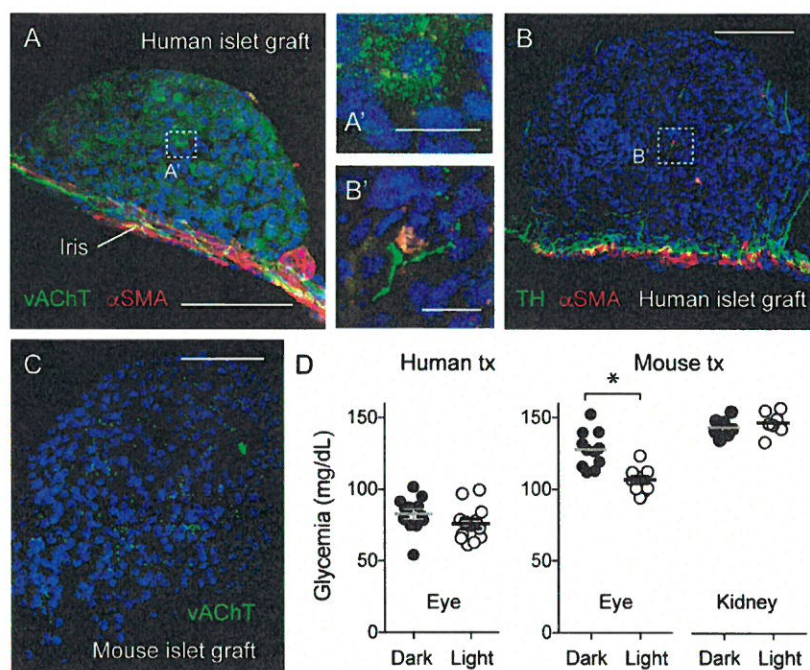 A
Human islet graft
A'
Iris
vAChT αSMA
A'
B'
B
B'
TH αSMA Human islet graft
C
vAChT
Mouse islet graft
D
Human tx
Mouse tx
*
Glycemia (mg/dL)
150
100
50
0
Eye
Dark Light
150
100
50
0
Eye
Kidney
Dark Light Dark Light